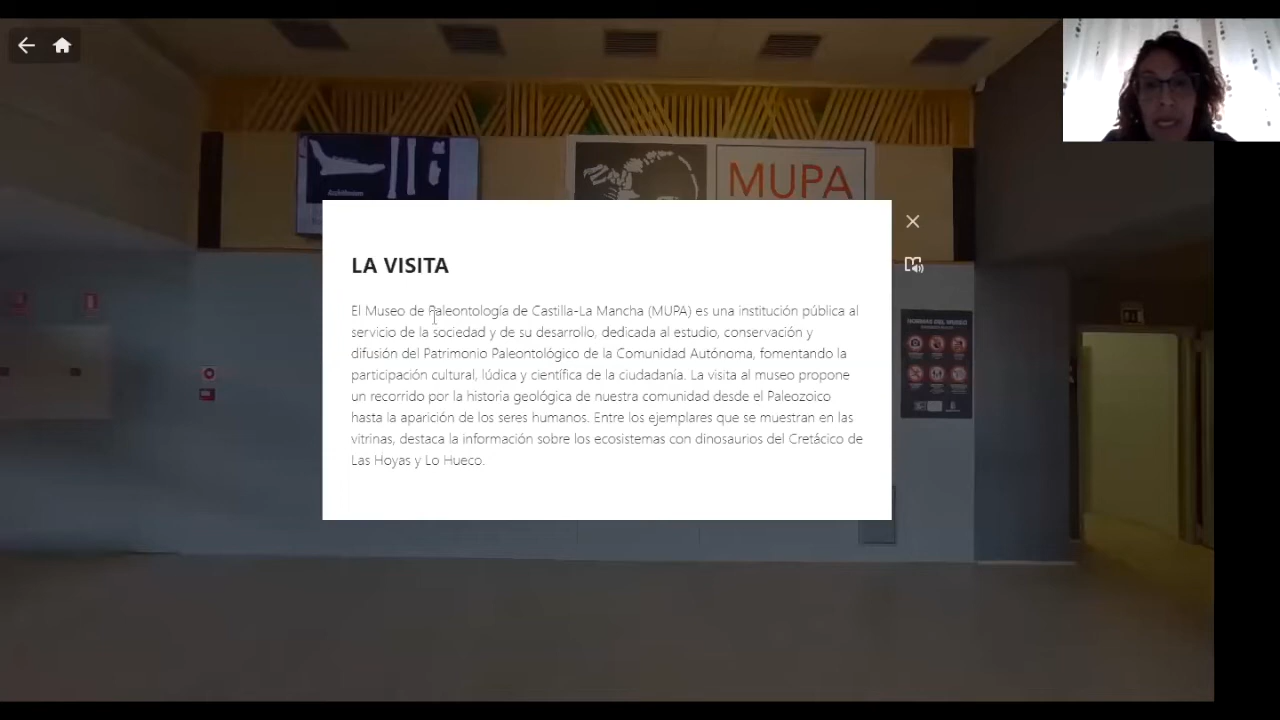 MUPA
LA VISITA
El Museo de Paleontología de Castilla-La Mancha (MUPA) es una institución pública al
servicio de la sociedad y de su desarrollo, dedicada al estudio, conservación y
difusión del Patrimonio Paleontológico de la Comunidad Autónoma, fomentando la
participación cultural, lúdica y científica de la ciudadanía. La visita al museo propone
un recorrido por la historia geológica de nuestra comunidad desde el Paleozoico
hasta la aparición de los seres humanos. Entre los ejemplares que se muestran en las
vitrinas, destaca la información sobre los ecosistemas con dinosaurios del Cretácico de
Las Hoyas y Lo Hueco.
NORMAS DEL MUSEO